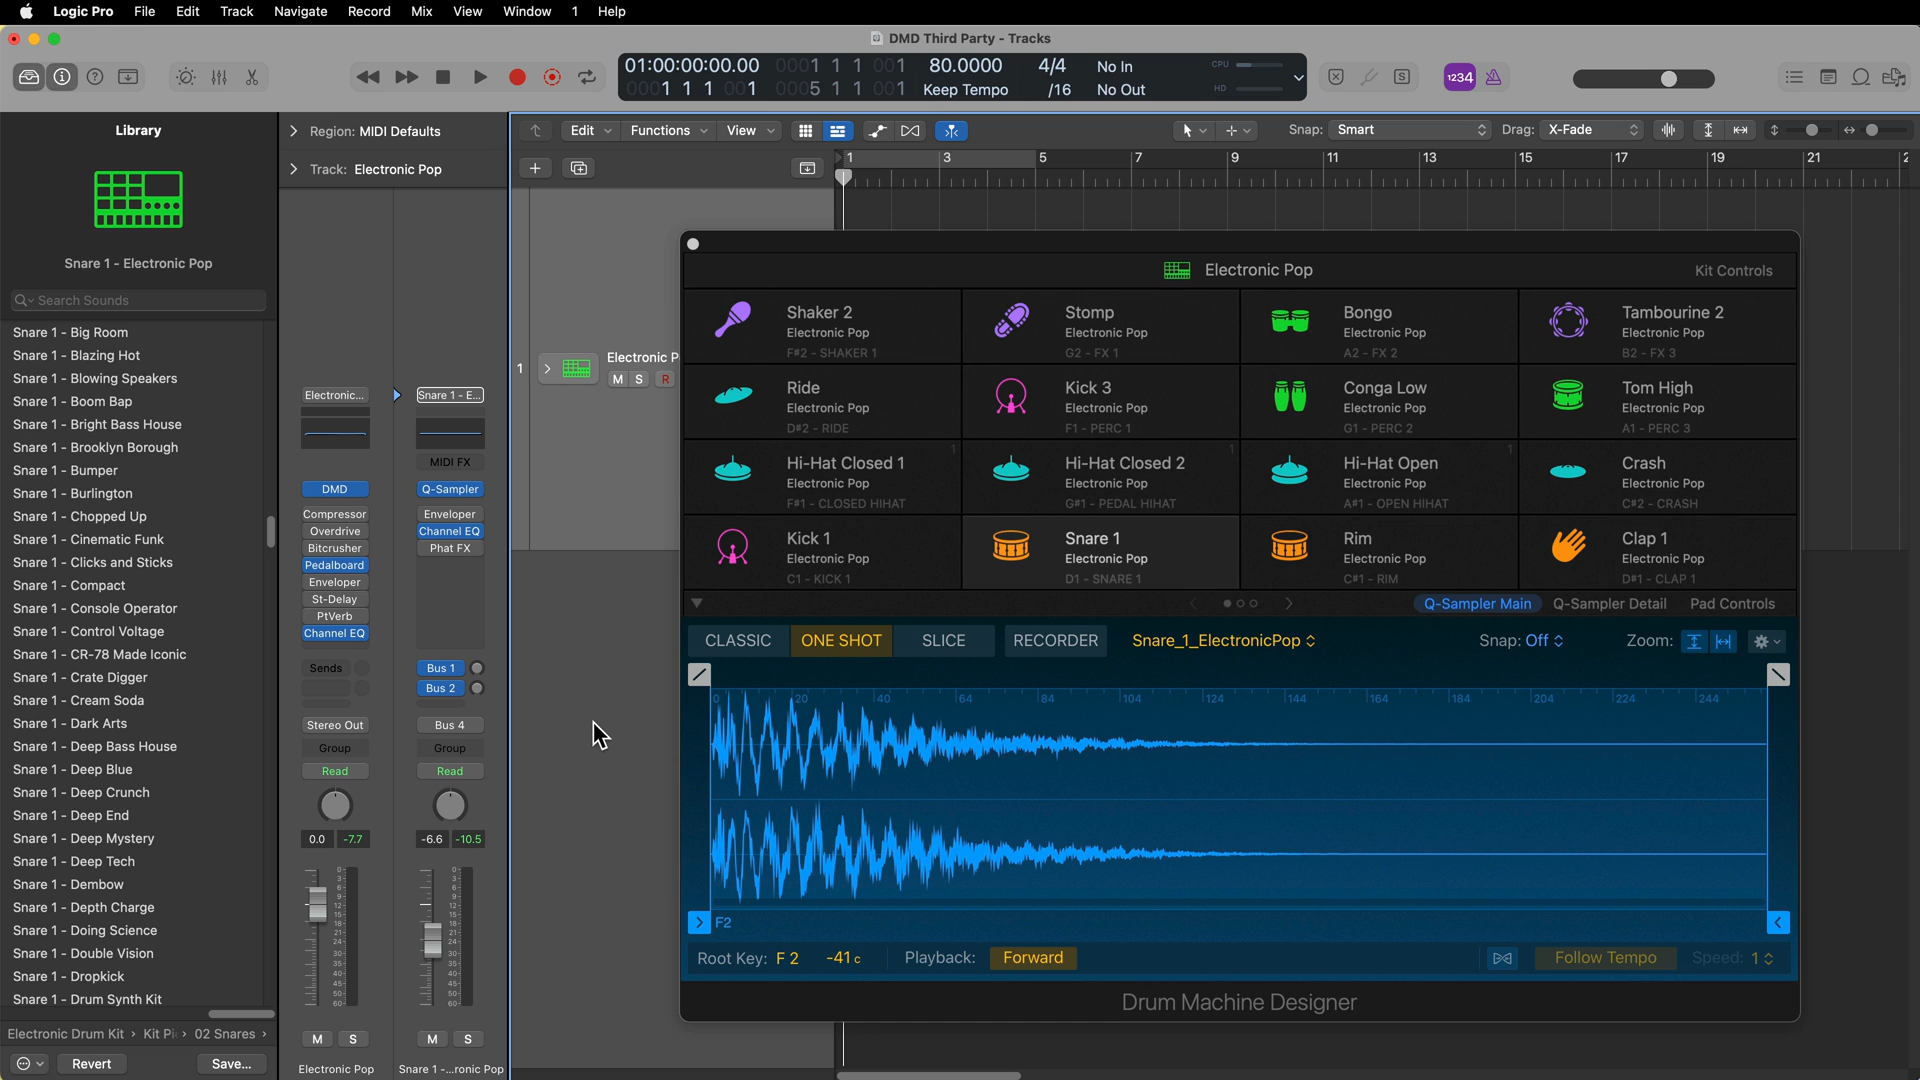 Logic Pro File Edit Track Navigate Record Mix View Window 1 Help
DMD Third Party - Tracks
01:00:00:00.00 0001 1 1 001 80.0000 4/4 No In CPU
0001 1 1 001 0005 1 1 001 Keep Tempo /16 No Out HD
1234
Library
Snare 1 - Electronic Pop
Search Sounds
Snare 1 - Big Room
Snare 1 - Blazing Hot
Snare 1 - Blowing Speakers
Snare 1 - Boom Bap
Snare 1 - Bright Bass House
Snare 1 - Brooklyn Borough
Snare 1 - Bumper
Snare 1 - Burlington
Snare 1 - Chopped Up
Snare 1 - Cinematic Funk
Snare 1 - Clicks and Sticks
Snare 1 - Compact
Snare 1 - Console Operator
Snare 1 - Control Voltage
Snare 1 - CR-78 Made Iconic
Snare 1 - Crate Digger
Snare 1 - Cream Soda
Snare 1 - Dark Arts
Snare 1 - Deep Bass House
Snare 1 - Deep Blue
Snare 1 - Deep Crunch
Snare 1 - Deep End
Snare 1 - Deep Mystery
Snare 1 - Deep Tech
Snare 1 - Dembow
Snare 1 - Depth Charge
Snare 1 - Doing Science
Snare 1 - Double Vision
Snare 1 - Dropkick
Snare 1 - Drum Synth Kit
Electronic Drum Kit › Kit Pi › 02 Snares ›
Revert Save...
Region: MIDI Defaults
Track: Electronic Pop
Electronic... Snare 1 - E...
MIDI FX
DMD Q-Sampler
Compressor Enveloper
Overdrive Channel EQ
Bitcrusher Phat FX
Pedalboard
Enveloper
St-Delay
PtVerb
Channel EQ
Sends Bus 1
Bus 2
Stereo Out Bus 4
Group Group
Read Read
0.0 -7.7 -6.6 -10.5
M S M S
Electronic Pop Snare 1 -...ronic Pop
Edit Functions View Snap: Smart Drag: X-Fade
1 3 5 7 9 11 13 15 17 19 21 2
1 Electronic P
M S R
Electronic Pop Kit Controls
Shaker 2 Stomp Bongo Tambourine 2
Electronic Pop Electronic Pop Electronic Pop Electronic Pop
F#2 - SHAKER 1 G2 - FX 1 A2 - FX 2 B2 - FX 3
Ride Kick 3 Conga Low Tom High
Electronic Pop Electronic Pop Electronic Pop Electronic Pop
D#2 - RIDE F1 - PERC 1 G1 - PERC 2 A1 - PERC 3
Hi-Hat Closed 1 Hi-Hat Closed 2 Hi-Hat Open Crash
Electronic Pop Electronic Pop Electronic Pop Electronic Pop
F#1 - CLOSED HIHAT G#1 - PEDAL HIHAT A#1 - OPEN HIHAT C#2 - CRASH
Kick 1 Snare 1 Rim Clap 1
Electronic Pop Electronic Pop Electronic Pop Electronic Pop
C1 - KICK 1 D1 - SNARE 1 C#1 - RIM D#1 - CLAP 1
Q-Sampler Main Q-Sampler Detail Pad Controls
CLASSIC ONE SHOT SLICE RECORDER Snare_1_ElectronicPop Snap: Off Zoom:
0 20 40 64 84 104 124 144 164 184 204 224 244
F2
Root Key: F 2 -41 c Playback: Forward Follow Tempo Speed: 1
Drum Machine Designer